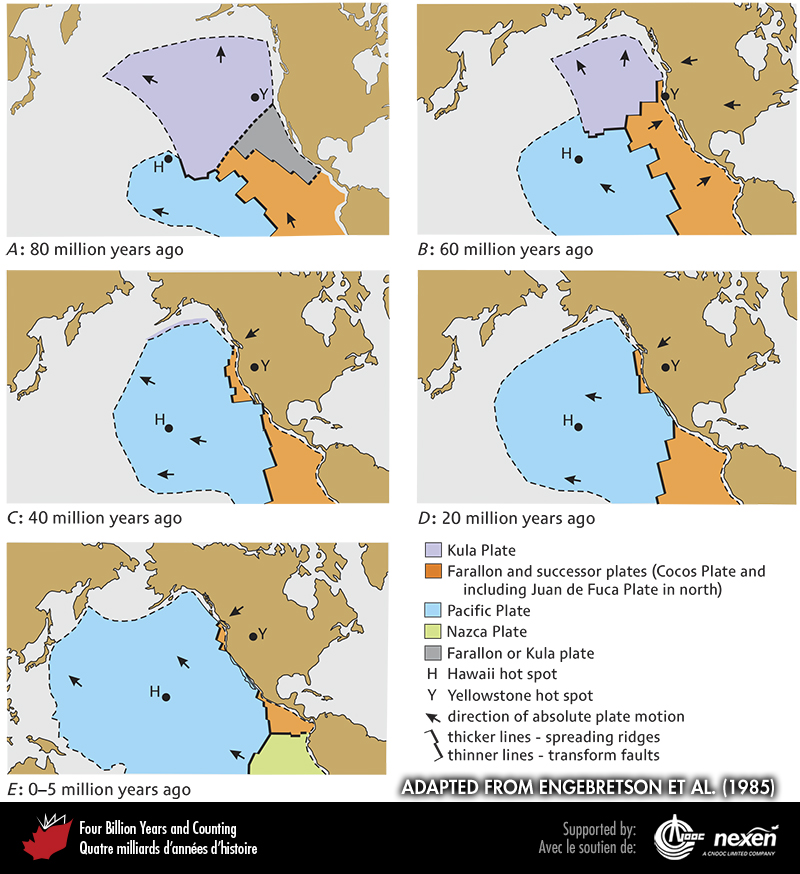 Y
H
A: 80 million years ago
Y
H
B: 60 million years ago
Y
H
C: 40 million years ago
Y
H
D: 20 million years ago
Y
H
E: 0–5 million years ago
Kula Plate
Farallon and successor plates (Cocos Plate and
including Juan de Fuca Plate in north)
Pacific Plate
Nazca Plate
Farallon or Kula plate
H Hawaii hot spot
Y Yellowstone hot spot
direction of absolute plate motion
thicker lines - spreading ridges
thinner lines - transform faults
ADAPTED FROM ENGEBRETSON ET AL. (1985)
Four Billion Years and Counting
Quatre milliards d'années d'histoire
Supported by:
Avec le soutien de:
CNOOC
nexen
A CNOOC LIMITED COMPANY